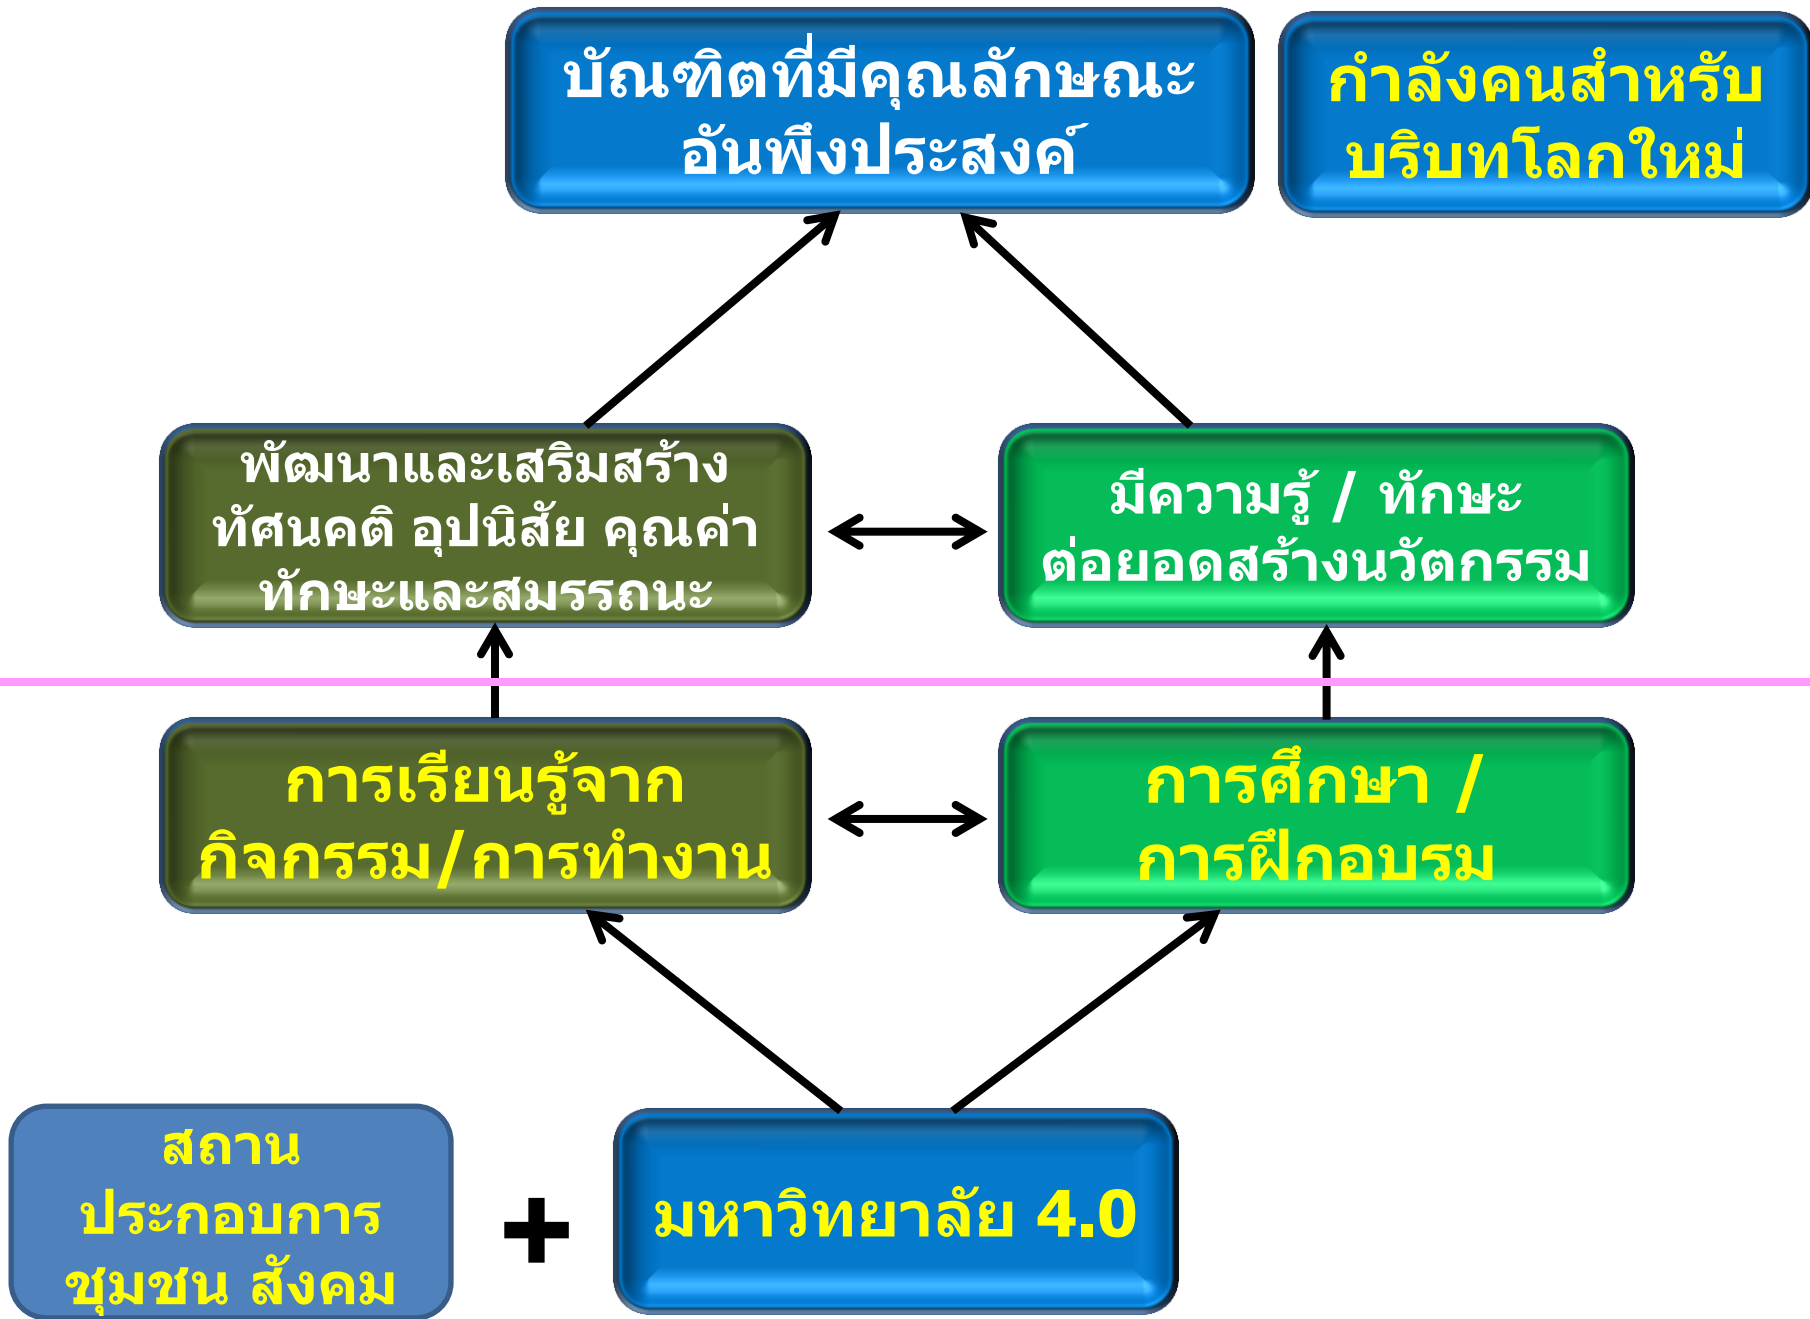 บัณฑิตที่มีคุณลักษณะ
อันพึงประสงค์
กำลังคนสำหรับ
บริบทโลกใหม่
พัฒนาและเสริมสร้าง
ทัศนคติ อุปนิสัย คุณค่า
ทักษะและสมรรถนะ
มีความรู้ / ทักษะ
ต่อยอดสร้างนวัตกรรม
การเรียนรู้จาก
กิจกรรม/การทำงาน
การศึกษา /
การฝึกอบรม
สถาน
ประกอบการ
ชุมชน สังคม
+
มหาวิทยาลัย 4.0